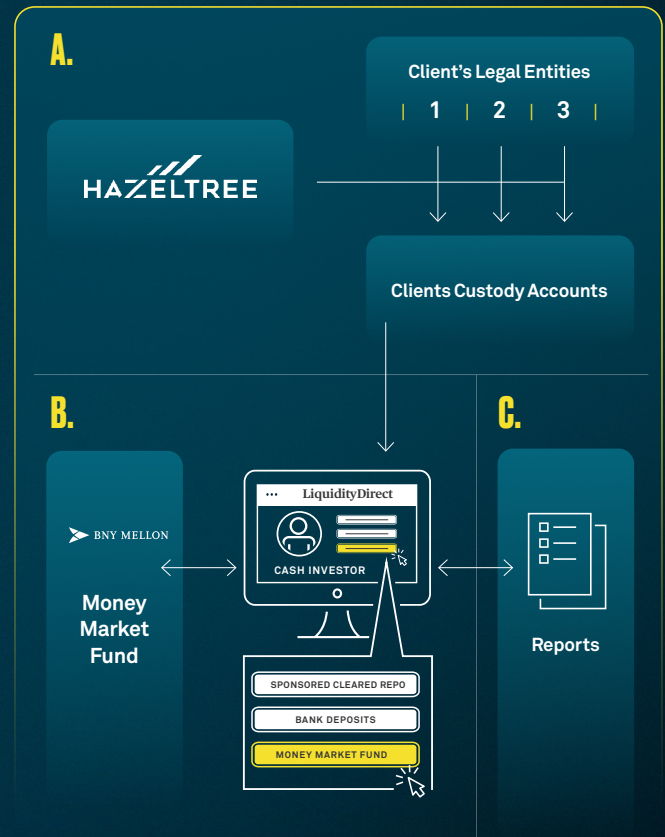 A.
Client's Legal Entities
| 1 | 2 | 3 |
HAZELTREE
Clients Custody Accounts
B.
C.
LiquidityDirect
CASH INVESTOR
BNY MELLON
Money
Market
Fund
Reports
SPONSORED CLEARED REPO
BANK DEPOSITS
MONEY MARKET FUND